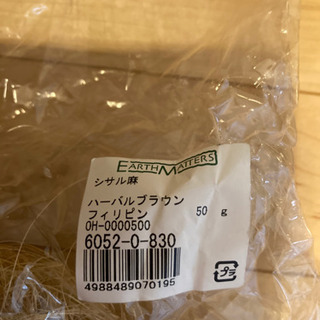 EARTH MATTERS
シサル麻
ハーバルブラウン
フィリピン 50 g
OH-0000500
6052-0-830
4988489070195
プラ